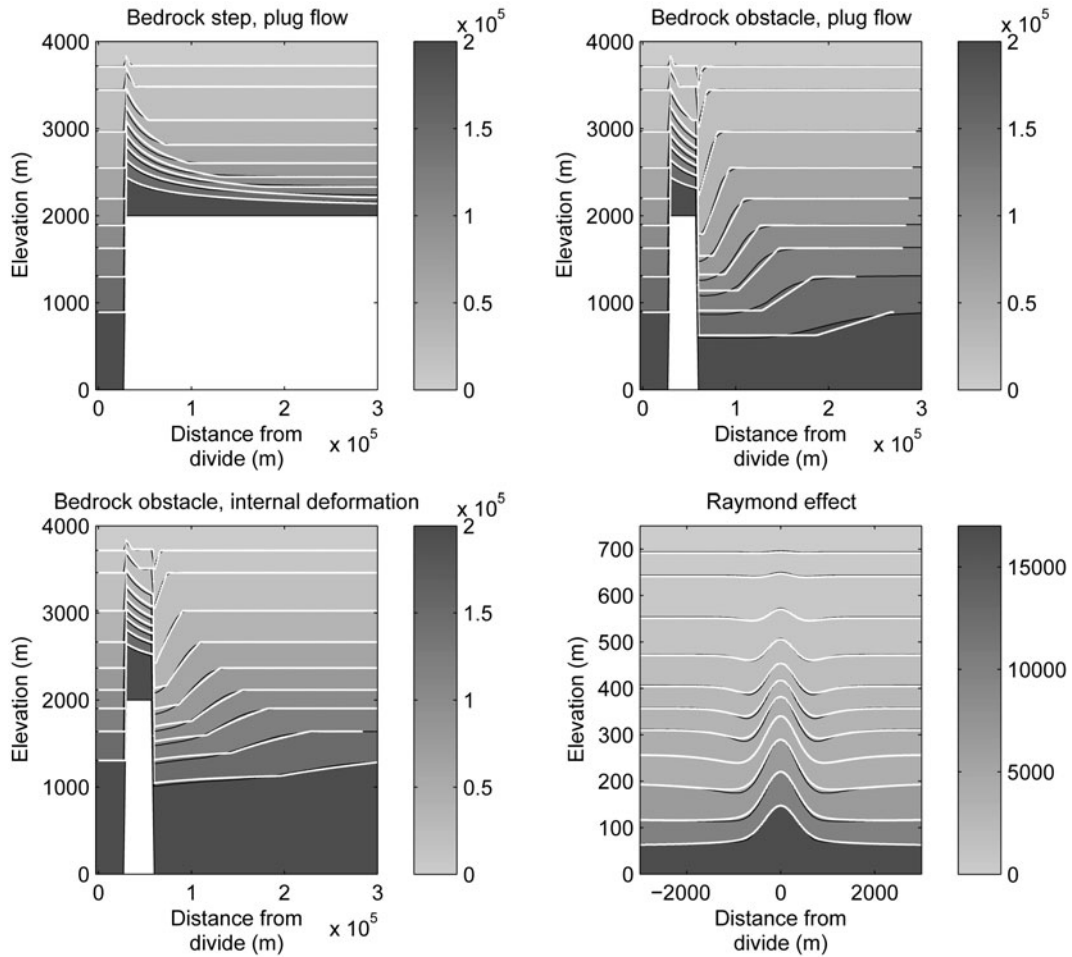 Bedrock step, plug flow
x 10^5
Elevation (m)
4000
3000
2000
1000
0
2
1.5
1
0.5
0
0 1 2 3
Distance from
divide (m)
x 10^5
Bedrock obstacle, plug flow
x 10^5
Elevation (m)
4000
3000
2000
1000
0
2
1.5
1
0.5
0
0 1 2 3
Distance from
divide (m)
x 10^5
Bedrock obstacle, internal deformation
x 10^5
Elevation (m)
4000
3000
2000
1000
0
2
1.5
1
0.5
0
0 1 2 3
Distance from
divide (m)
x 10^5
Raymond effect
Elevation (m)
700
600
500
400
300
200
100
0
15000
10000
5000
0
−2000 0 2000
Distance from
divide (m)